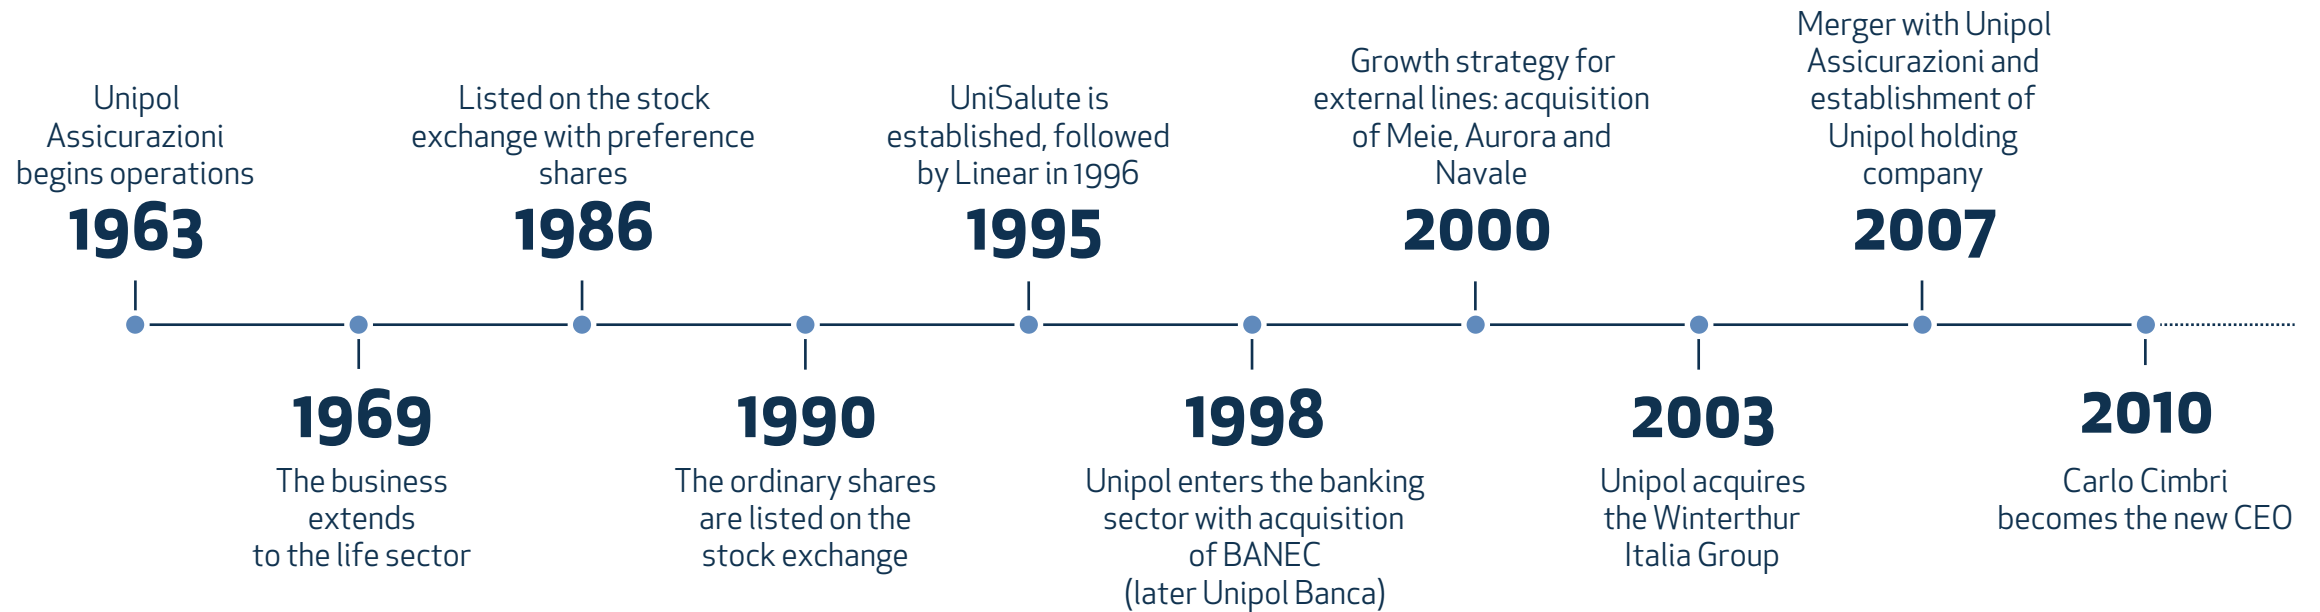 Unipol
Assicurazioni
begins operations
1963
The business
extends
to the life sector
1969
Listed on the stock
exchange with preference
shares
1986
1990
The ordinary shares
are listed on the
stock exchange
UniSalute is
established, followed
by Linear in 1996
1995
1998
Unipol enters the banking
sector with acquisition
of BANEC
(later Unipol Banca)
Growth strategy for
external lines: acquisition
of Meie, Aurora and
Navale
2000
2003
Unipol acquires
the Winterthur
Italia Group
Merger with Unipol
Assicurazioni and
establishment of
Unipol holding
company
2007
2010
Carlo Cimbri
becomes the new CEO